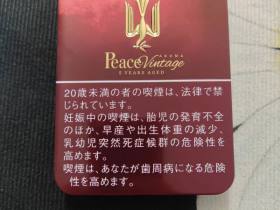 AROMA
Peace Vintage
5 YEARS AGED
20歳未満の者の喫煙は、法律で禁
じられています。
妊娠中の喫煙は、胎児の発育不全
のほか、早産や出生体重の減少、
乳幼児突然死症候群の危険性を
高めます。
喫煙は、あなたが歯周病になる危険
性を高めます。